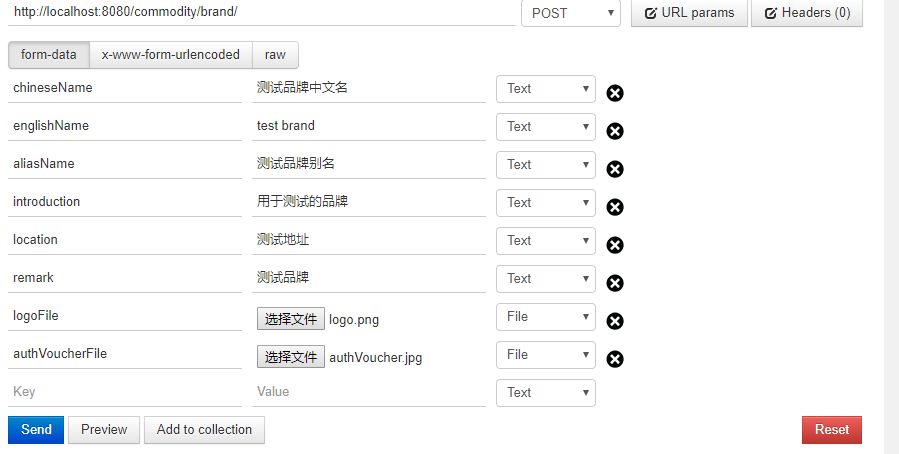 http://localhost:8080/commodity/brand/ POST URL params Headers (0)
form-data x-www-form-urlencoded raw
chineseName 测试品牌中文名 Text
englishName test brand Text
aliasName 测试品牌别名 Text
introduction 用于测试的品牌 Text
location 测试地址 Text
remark 测试品牌 Text
logoFile 选择文件 logo.png File
authVoucherFile 选择文件 authVoucher.jpg File
Key Value Text
Send Preview Add to collection Reset